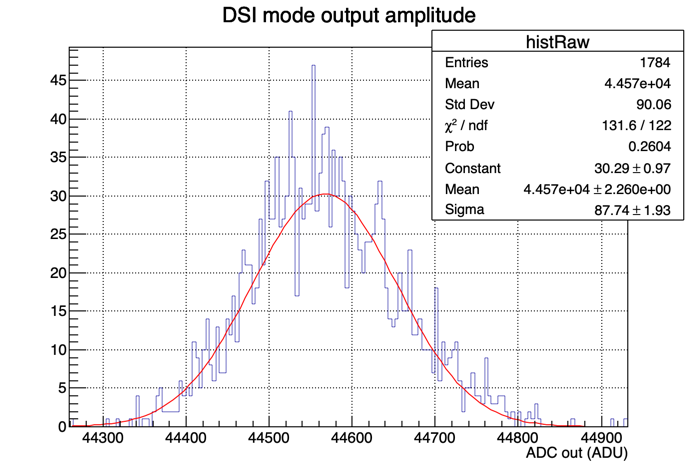 DSI mode output amplitude
histRaw
Entries 1784
Mean 4.457e+04
Std Dev 90.06
χ² / ndf 131.6 / 122
Prob 0.2604
Constant 30.29 ± 0.97
Mean 4.457e+04 ± 2.260e+00
Sigma 87.74 ± 1.93
45
40
35
30
25
20
15
10
5
0
44300 44400 44500 44600 44700 44800 44900
ADC out (ADU)